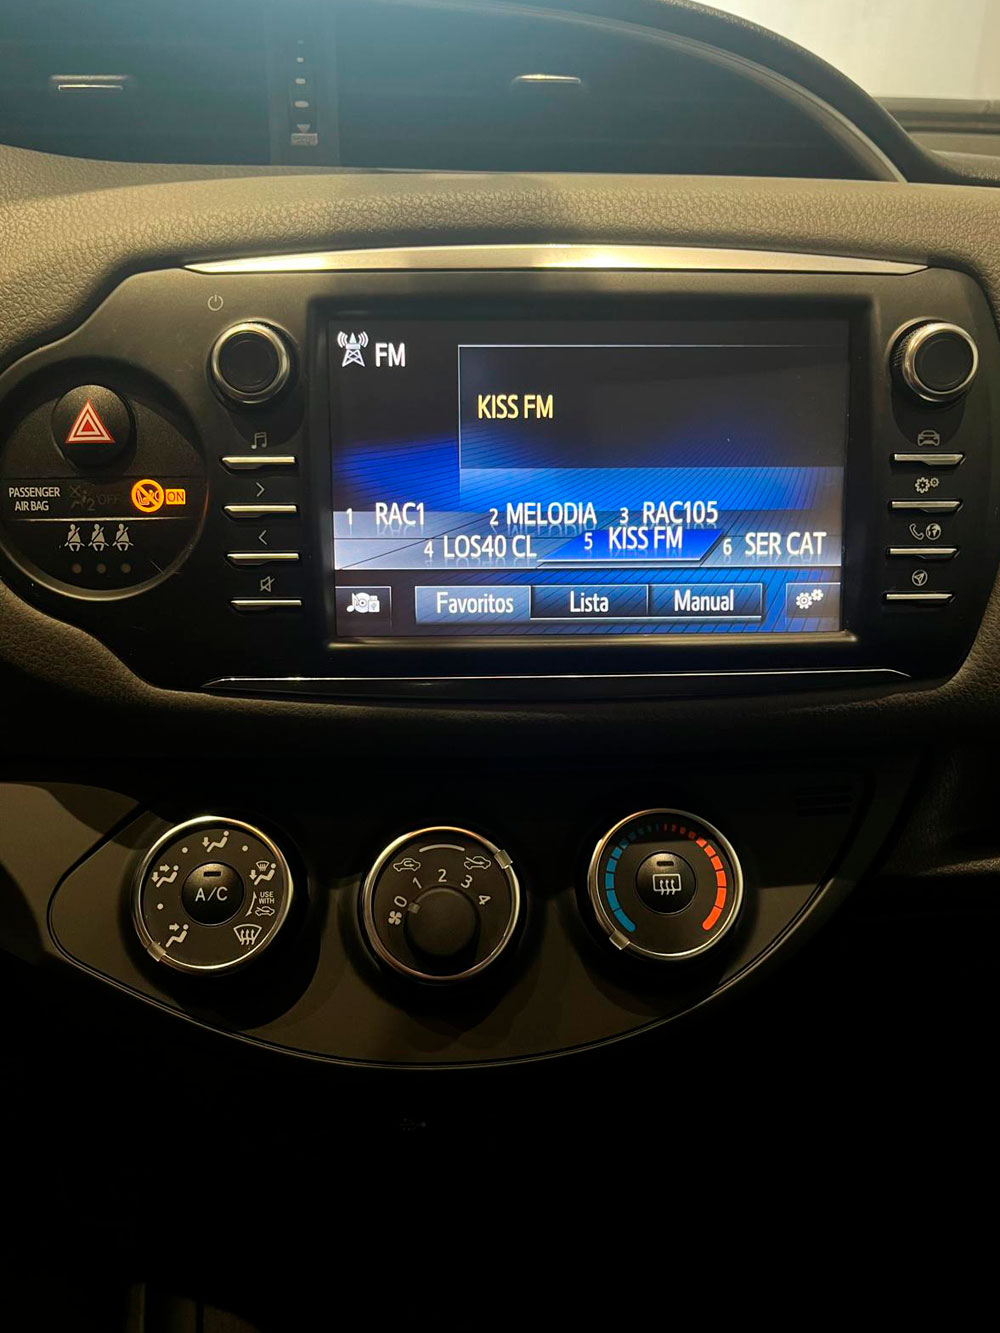 FM
KISS FM
1 RAC1
2 MELODIA
3 RAC105
4 LOS40 CL
5 KISS FM
6 SER CAT
Favoritos
Lista
Manual
PASSENGER
AIR BAG
2 OFF
ON
A/C
USE
WITH
0 1 2 3 4